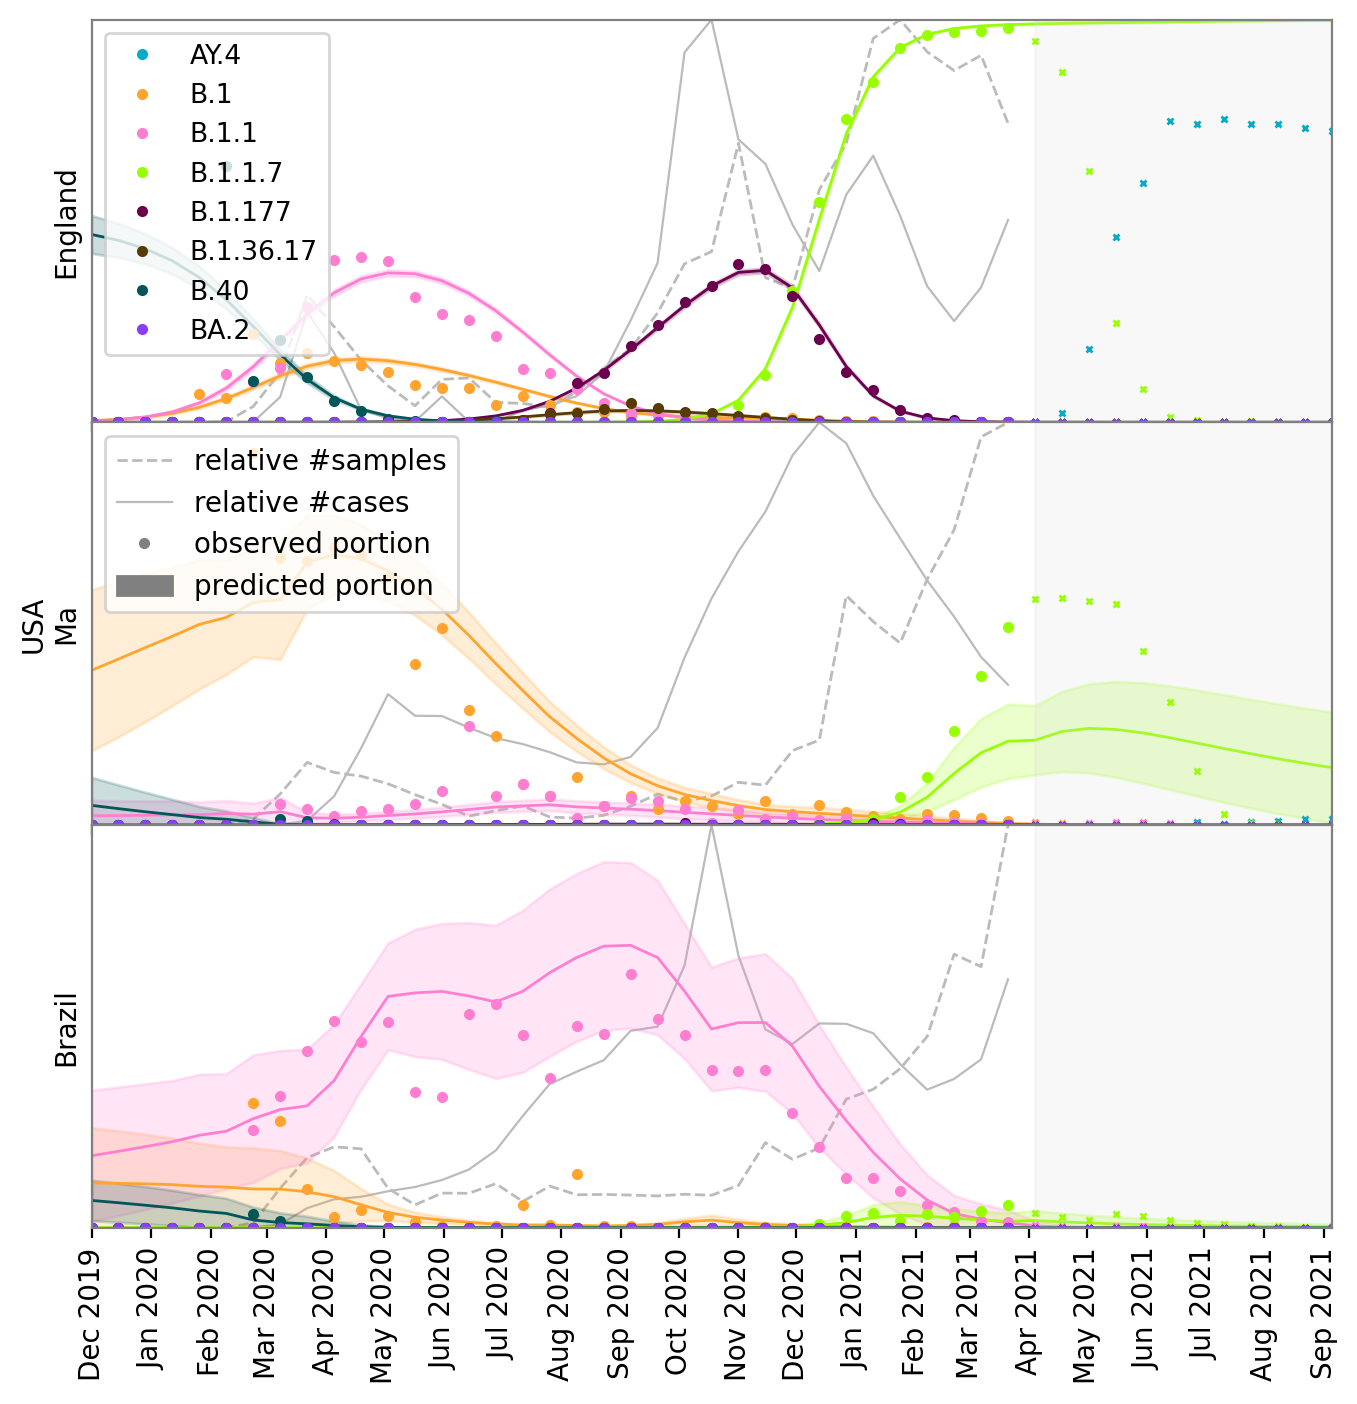 England
AY.4
B.1
B.1.1
B.1.1.7
B.1.177
B.1.36.17
B.40
BA.2
USA
Ma
relative #samples
relative #cases
observed portion
predicted portion
Brazil
Dec 2019
Jan 2020
Feb 2020
Mar 2020
Apr 2020
May 2020
Jun 2020
Jul 2020
Aug 2020
Sep 2020
Oct 2020
Nov 2020
Dec 2020
Jan 2021
Feb 2021
Mar 2021
Apr 2021
May 2021
Jun 2021
Jul 2021
Aug 2021
Sep 2021